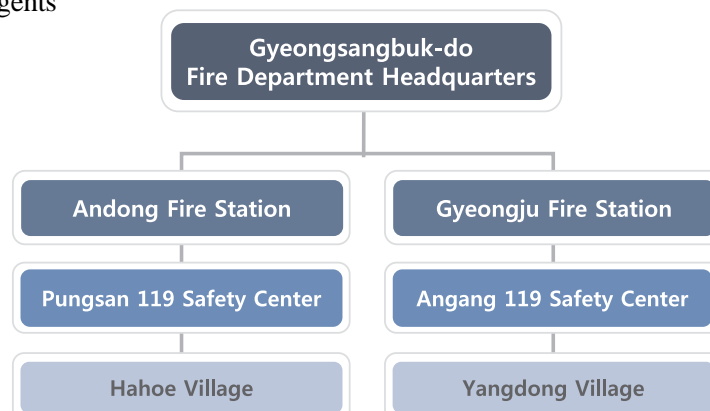 Gyeongsangbuk-do
Fire Department Headquarters
Andong Fire Station
Gyeongju Fire Station
Pungsan 119 Safety Center
Angang 119 Safety Center
Hahoe Village
Yangdong Village